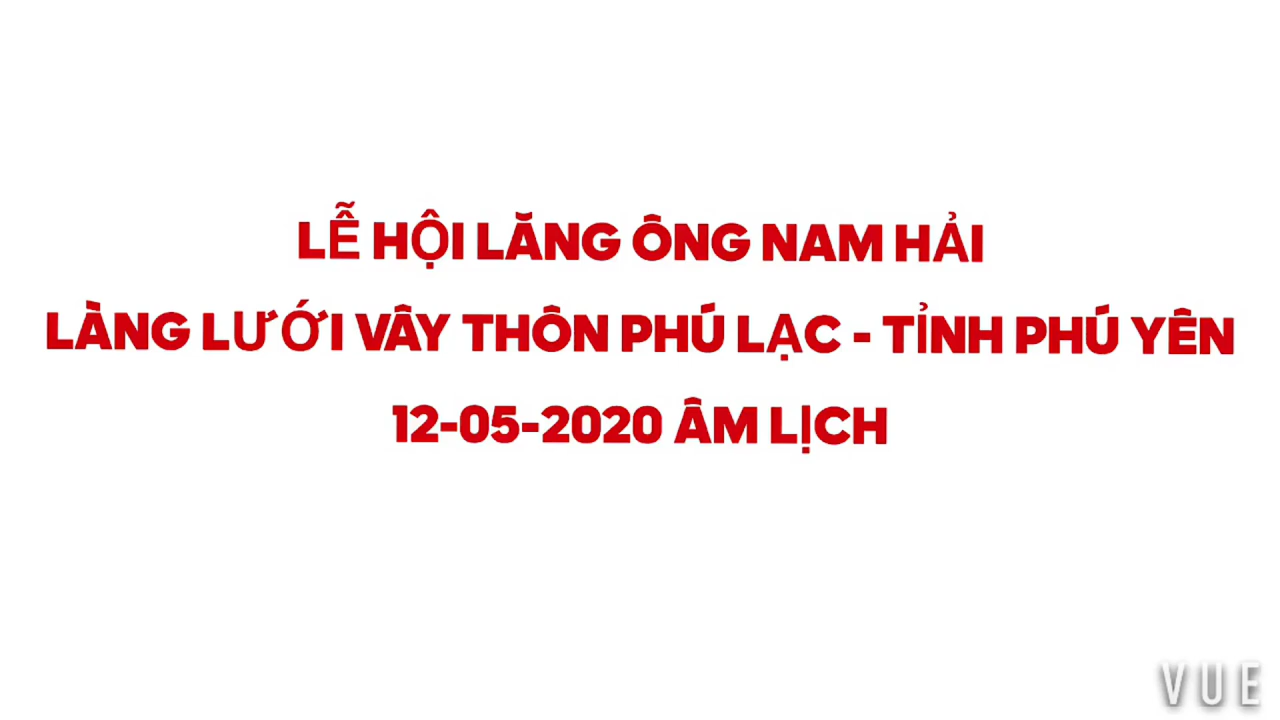 LỄ HỘI LĂNG ÔNG NAM HẢI
LÀNG LƯỚI VÂY THÔN PHÚ LẠC - TỈNH PHÚ YÊN
12-05-2020 ÂM LỊCH
VUE